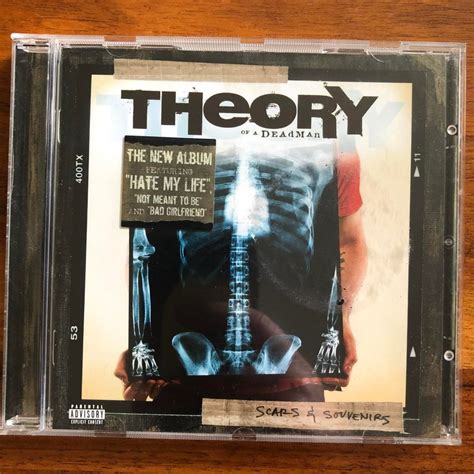 THEORY
OF A DEADMAN
400TX
11
THE NEW ALBUM
FEATURING
"HATE MY LIFE",
"NOT MEANT TO BE"
AND "BAD GIRLFRIEND"
53
PARENTAL
ADVISORY
EXPLICIT CONTENT
SCARS & SOUVENIRS